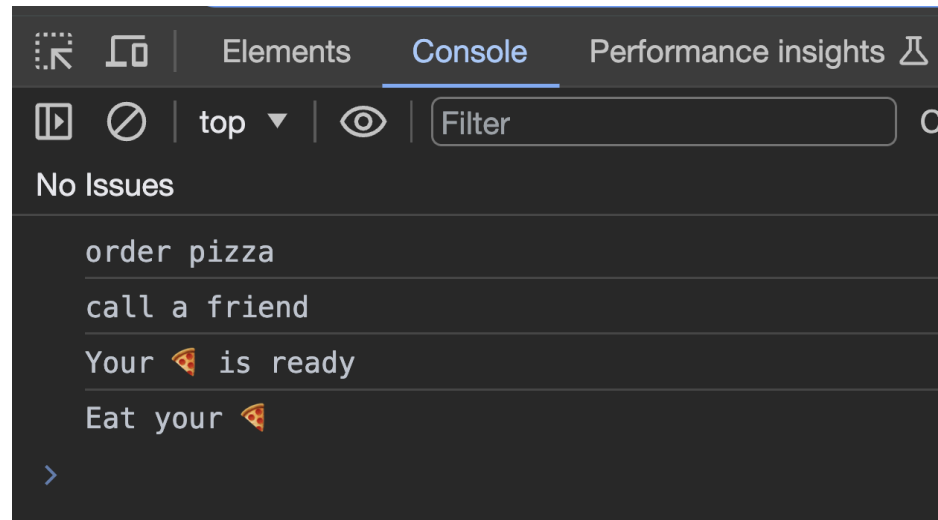 Elements Console Performance insights
top Filter
No Issues
order pizza
call a friend
Your 🍕 is ready
Eat your 🍕